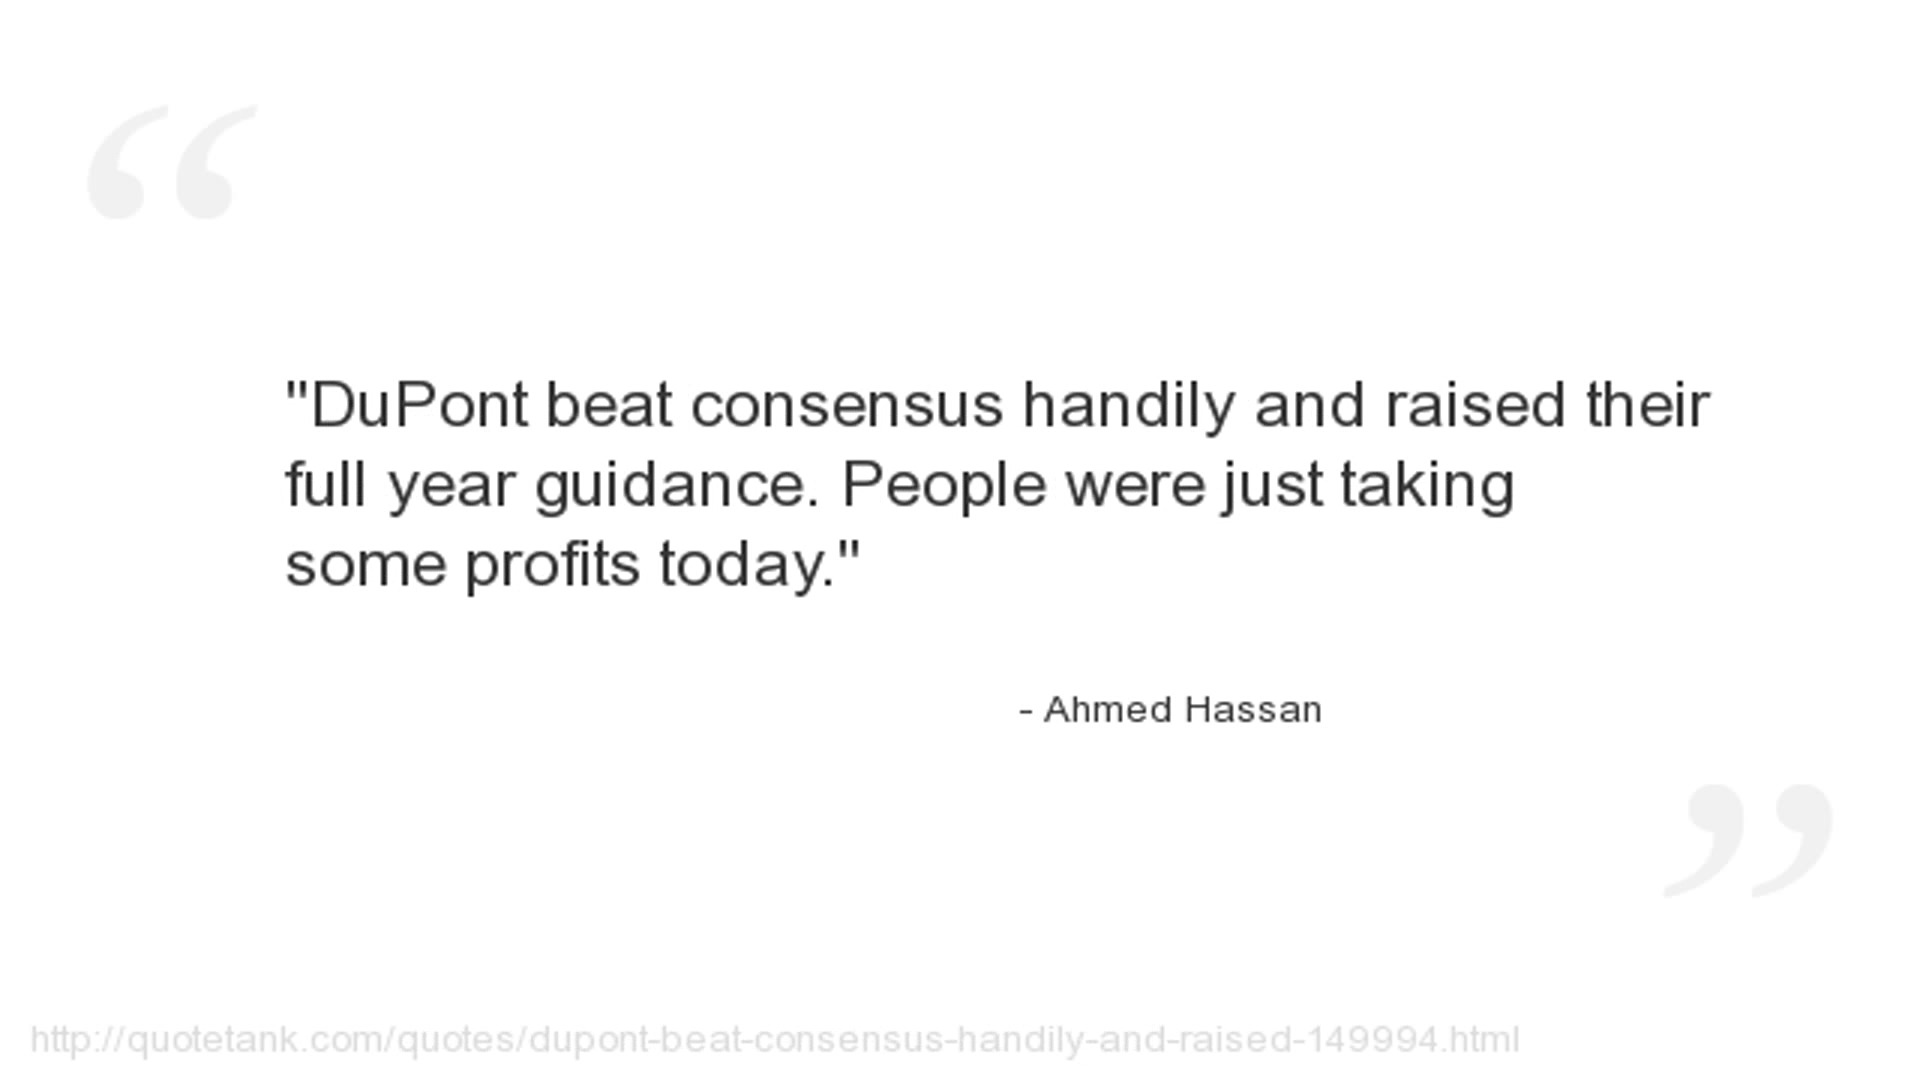 "DuPont beat consensus handily and raised their
full year guidance. People were just taking
some profits today."
- Ahmed Hassan
http://quotetank.com/quotes/dupont-beat-consensus-handily-and-raised-149994.html